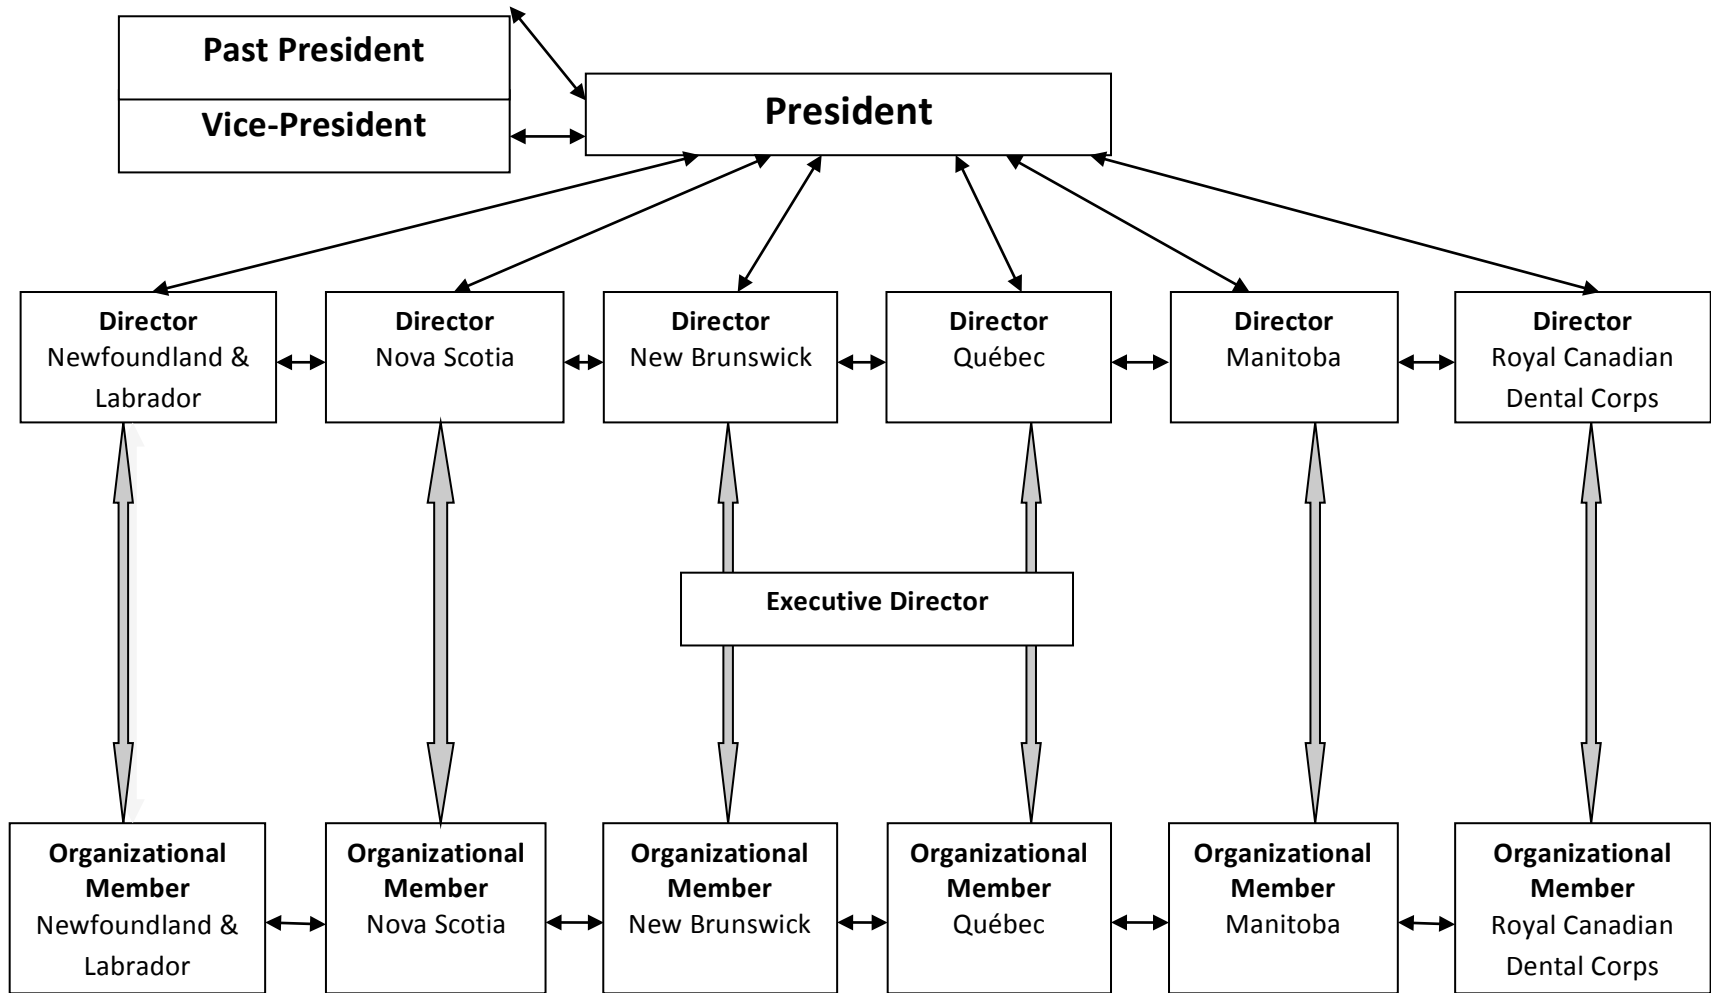 Past President
Vice-President
President
Director
Newfoundland &
Labrador
Director
Nova Scotia
Director
New Brunswick
Director
Québec
Director
Manitoba
Director
Royal Canadian
Dental Corps
Executive Director
Organizational
Member
Newfoundland &
Labrador
Organizational
Member
Nova Scotia
Organizational
Member
New Brunswick
Organizational
Member
Québec
Organizational
Member
Manitoba
Organizational
Member
Royal Canadian
Dental Corps